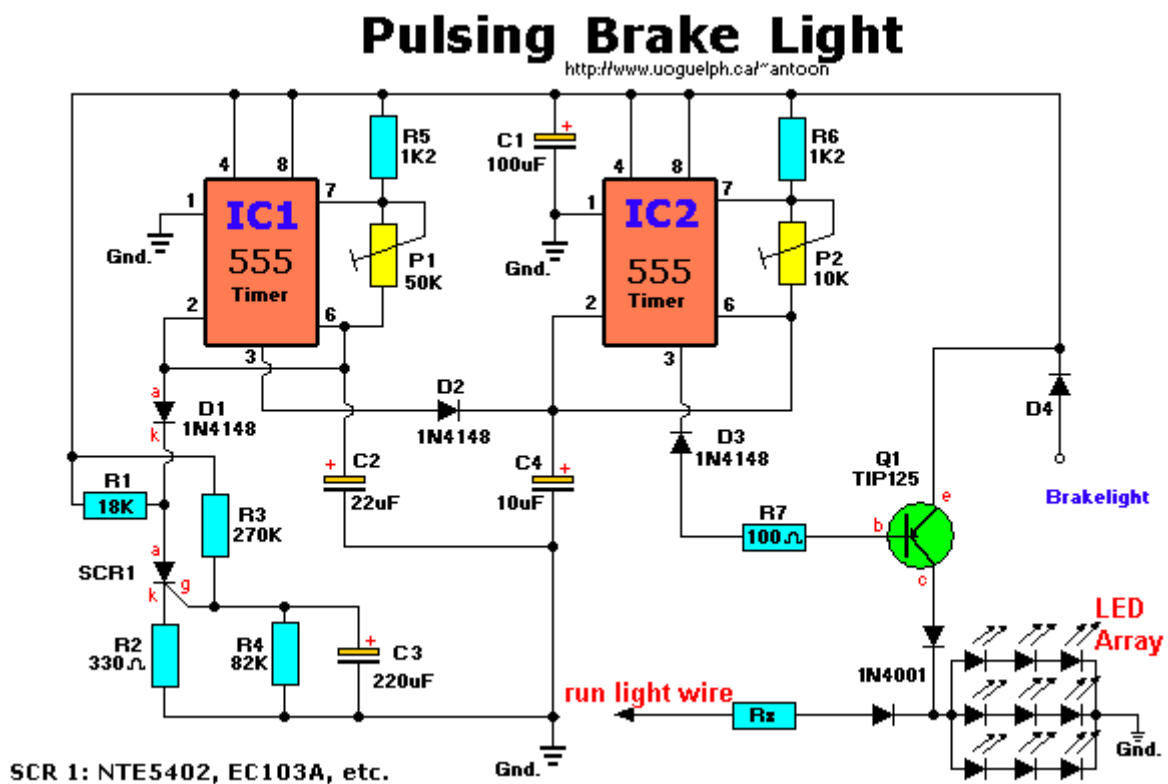 Pulsing Brake Light
http://www.uoguelph.ca/~antoon
4
8
R5
1K2
C1
100uF
+
4
8
R6
1K2
1
IC1
7
555
Timer
Gnd.
P1
50K
2
6
3
1
IC2
7
555
Timer
Gnd.
P2
10K
2
6
3
a
D1
1N4148
k
D2
1N4148
D3
1N4148
D4
Brakelight
R1
18K
R3
270K
+
C2
22uF
C4
+
10uF
R7
100Ω
Q1
TIP125
b
e
c
a
SCR1
k
g
R2
330Ω
R4
82K
+
C3
220uF
1N4001
LED
Array
run light wire
Rz
Gnd.
Gnd.
SCR 1: NTE5402, EC103A, etc.